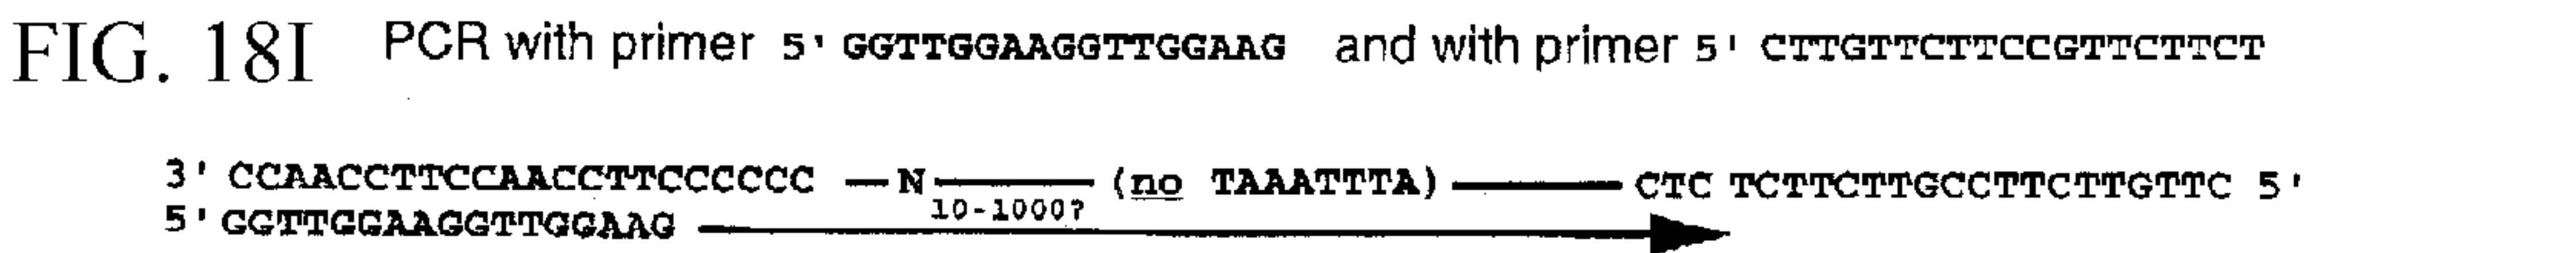 FIG. 18I PCR with primer 5' GGTTGGAAGGTTGGAAG and with primer 5' CTTGTTCTTCCGTTCTTCT
3' CCAACCTTCCAACCTTCCCCCC —N—— (no TAAATTTA) —— CTC TCTTCTTGCCTTCTTGTTC 5'
10-1000?
5' GGTTGGAAGGTTGGAAG